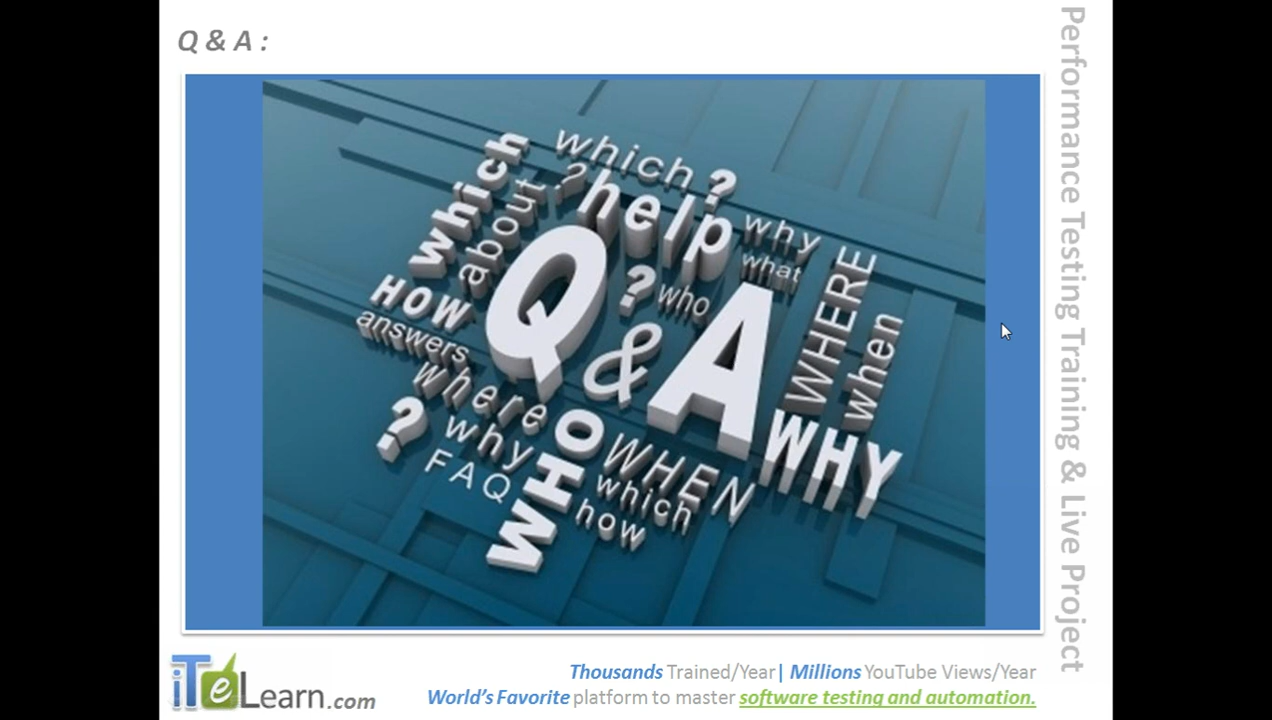 Q & A :
which
which ?
about
?
help
why
what
WHERE
when
HOW
Q & A
?
who
answers
where
?
why
FAQ
WHO
WHEN
which
how
WHY
Performance Testing Training & Live Project
iTeLearn.com
Thousands Trained/Year| Millions YouTube Views/Year
World's Favorite platform to master software testing and automation.